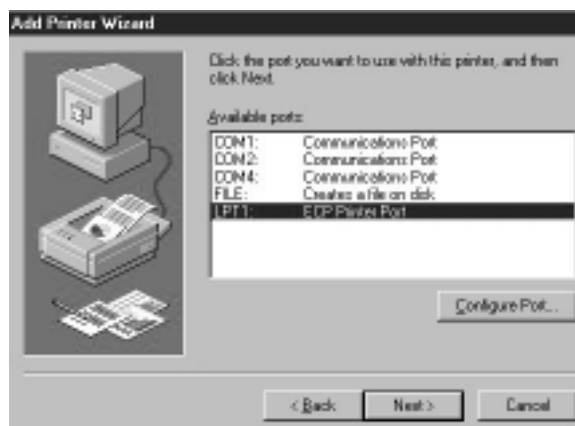 Add Printer Wizard
Click the port you want to use with this printer, and then
click Next.
Available ports:
COM1: Communications Port
COM2: Communications Port
COM4: Communications Port
FILE: Creates a file on disk
LPT1: ECP Printer Port
Configure Port...
< Back
Next >
Cancel